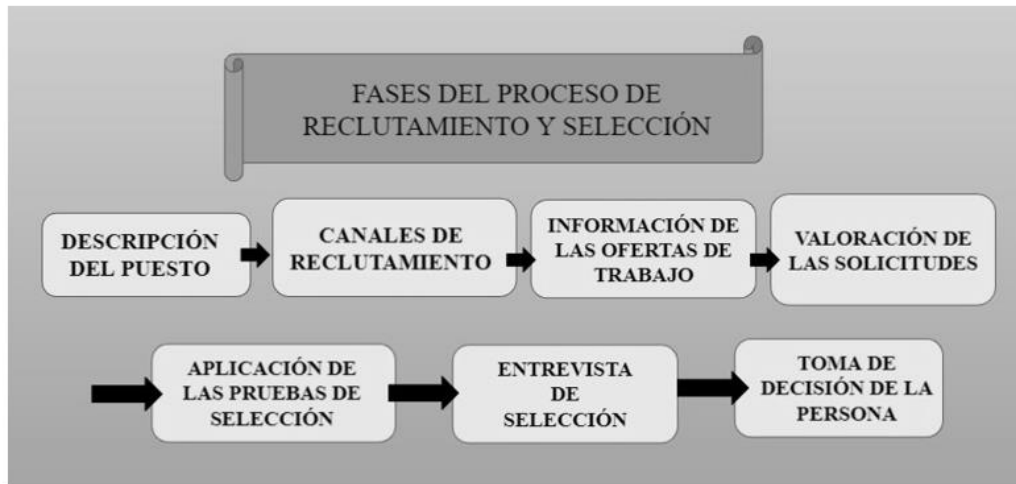 FASES DEL PROCESO DE
RECLUTAMIENTO Y SELECCIÓN
DESCRIPCIÓN
DEL PUESTO
CANALES DE
RECLUTAMIENTO
INFORMACIÓN DE
LAS OFERTAS DE
TRABAJO
VALORACIÓN DE
LAS SOLICITUDES
APLICACIÓN DE
LAS PRUEBAS DE
SELECCIÓN
ENTREVISTA
DE
SELECCIÓN
TOMA DE
DECISIÓN DE LA
PERSONA